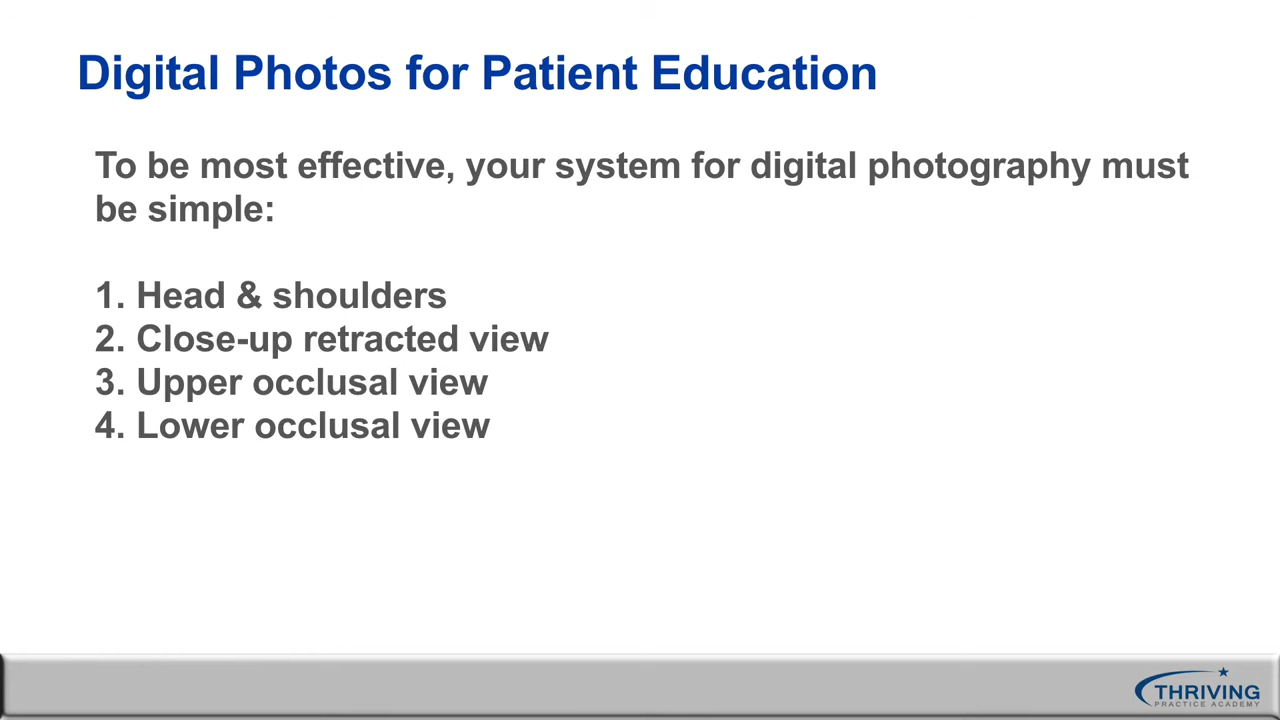 Digital Photos for Patient Education
To be most effective, your system for digital photography must
be simple:
1. Head & shoulders
2. Close-up retracted view
3. Upper occlusal view
4. Lower occlusal view
THRIVING
PRACTICE ACADEMY